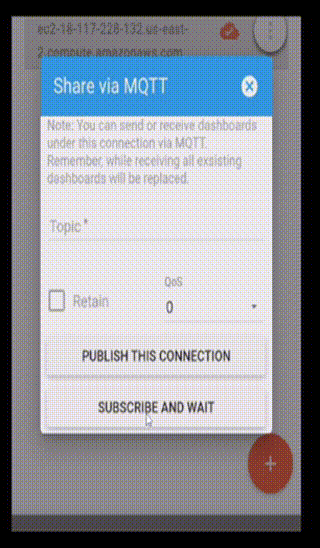 ec2-18-117-228-132.us-east-
2.compute.amazonaws.com
Share via MQTT
Note: You can send or receive dashboards
under this connection via MQTT.
Remember, while receiving all exsisting
dashboards will be replaced.
Topic *
QoS
Retain
0
PUBLISH THIS CONNECTION
SUBSCRIBE AND WAIT